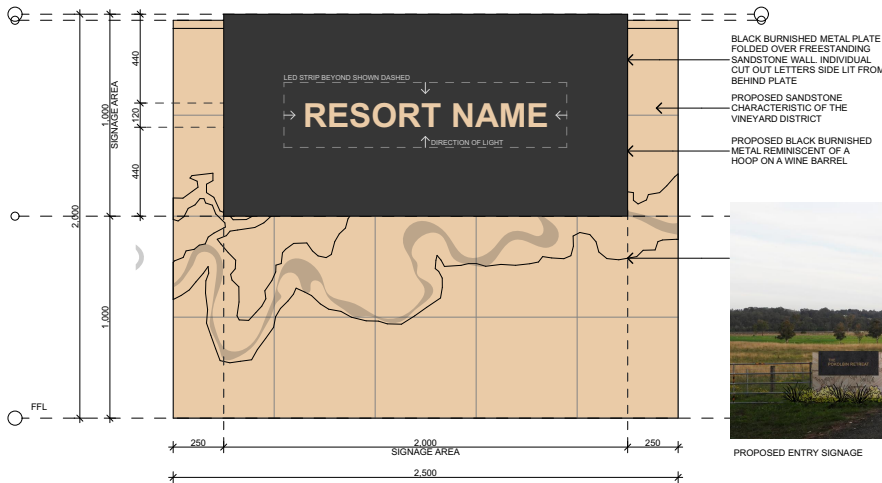 BLACK BURNISHED METAL PLATE
FOLDED OVER FREESTANDING
SANDSTONE WALL. INDIVIDUAL
CUT OUT LETTERS SIDE LIT FROM
BEHIND PLATE
PROPOSED SANDSTONE
CHARACTERISTIC OF THE
VINEYARD DISTRICT
PROPOSED BLACK BURNISHED
METAL REMINISCENT OF A
HOOP ON A WINE BARREL
LED STRIP BEYOND SHOWN DASHED
RESORT NAME
DIRECTION OF LIGHT
440
120
440
1,000
SIGNAGE AREA
2,000
1,000
FFL
250
2,000
250
SIGNAGE AREA
2,500
THE
PROPOSED ENTRY SIGNAGE